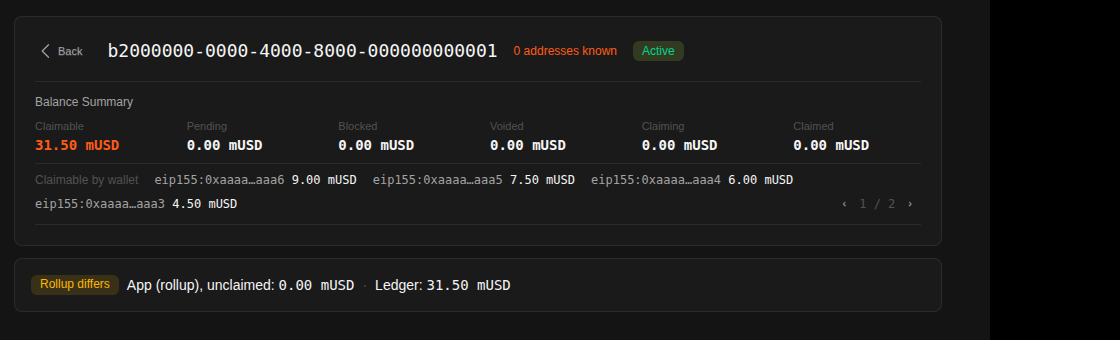 Back b2000000-0000-4000-8000-000000000001 0 addresses known Active
Balance Summary
Claimable Pending Blocked Voided Claiming Claimed
31.50 mUSD 0.00 mUSD 0.00 mUSD 0.00 mUSD 0.00 mUSD 0.00 mUSD
Claimable by wallet eip155:0xaaaa…aaa6 9.00 mUSD eip155:0xaaaa…aaa5 7.50 mUSD eip155:0xaaaa…aaa4 6.00 mUSD
eip155:0xaaaa…aaa3 4.50 mUSD ‹ 1 / 2 ›
Rollup differs App (rollup), unclaimed: 0.00 mUSD · Ledger: 31.50 mUSD